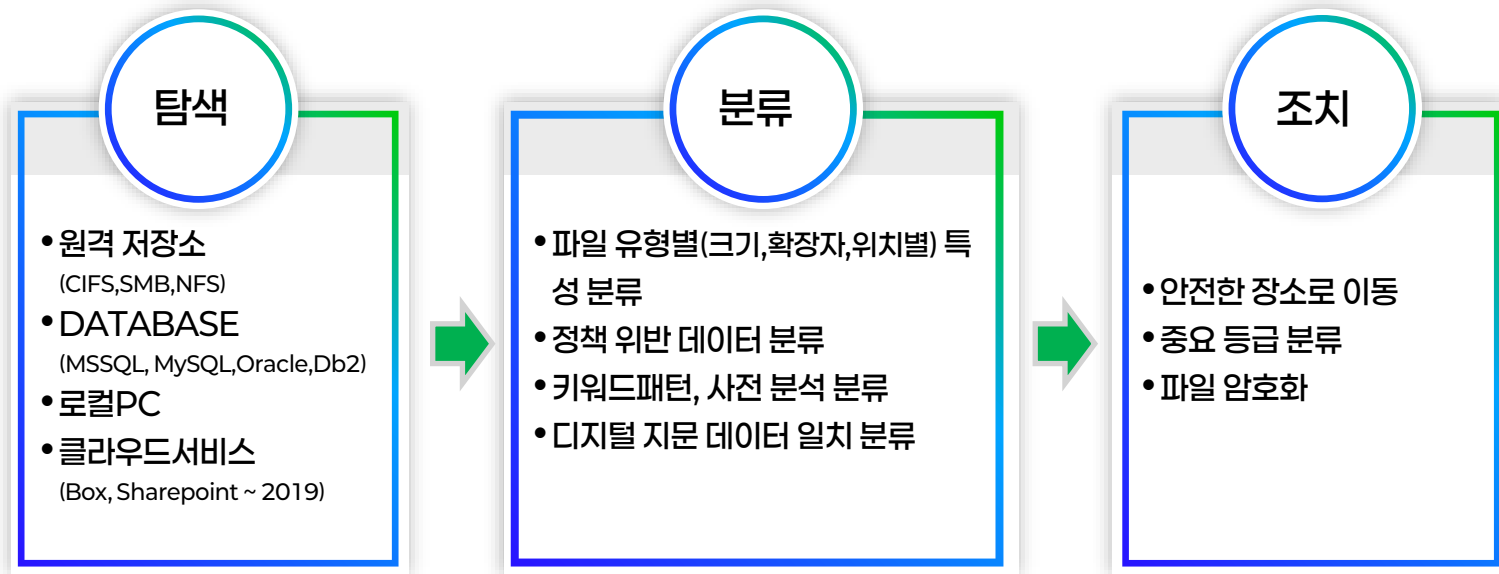 탐색
• 원격 저장소
(CIFS,SMB,NFS)
• DATABASE
(MSSQL, MySQL,Oracle,Db2)
• 로컬PC
• 클라우드서비스
(Box, Sharepoint ~ 2019)
분류
• 파일 유형별(크기,확장자,위치별) 특
성 분류
• 정책 위반 데이터 분류
• 키워드패턴, 사전 분석 분류
• 디지털 지문 데이터 일치 분류
조치
• 안전한 장소로 이동
• 중요 등급 분류
• 파일 암호화